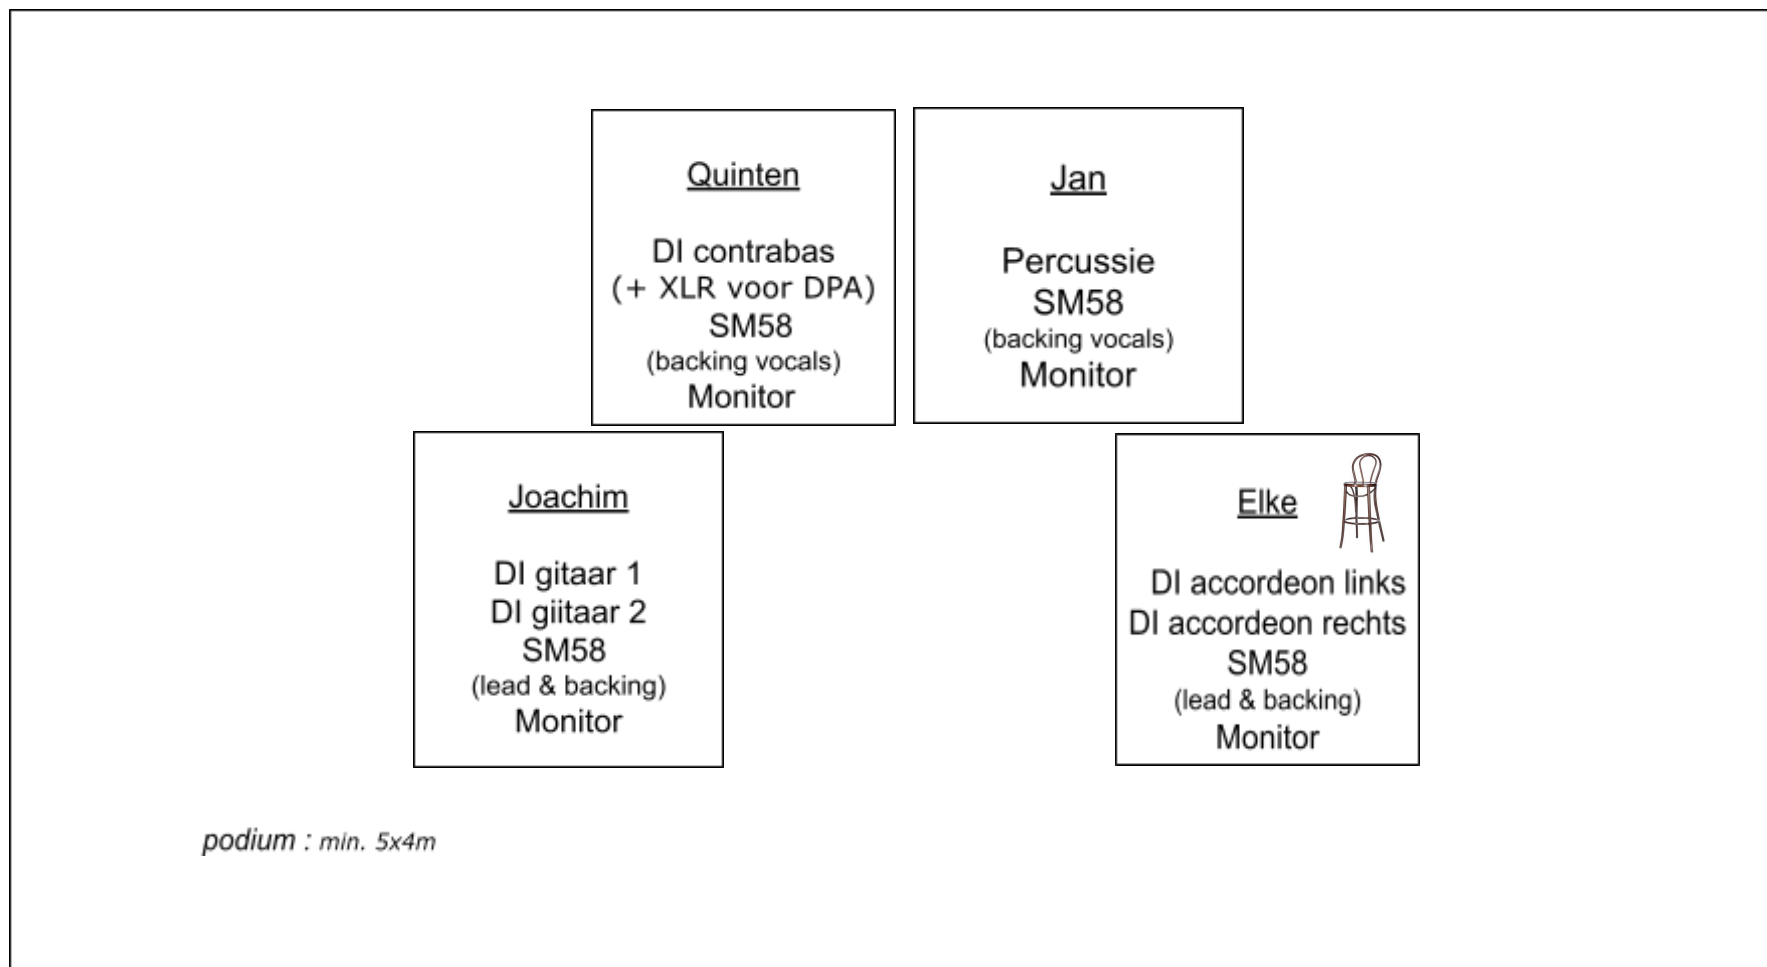 Quinten
DI contrabas
(+ XLR voor DPA)
SM58
(backing vocals)
Monitor
Jan
Percussie
SM58
(backing vocals)
Monitor
Joachim
DI gitaar 1
DI giitaar 2
SM58
(lead & backing)
Monitor
Elke
DI accordeon links
DI accordeon rechts
SM58
(lead & backing)
Monitor
podium : min. 5x4m